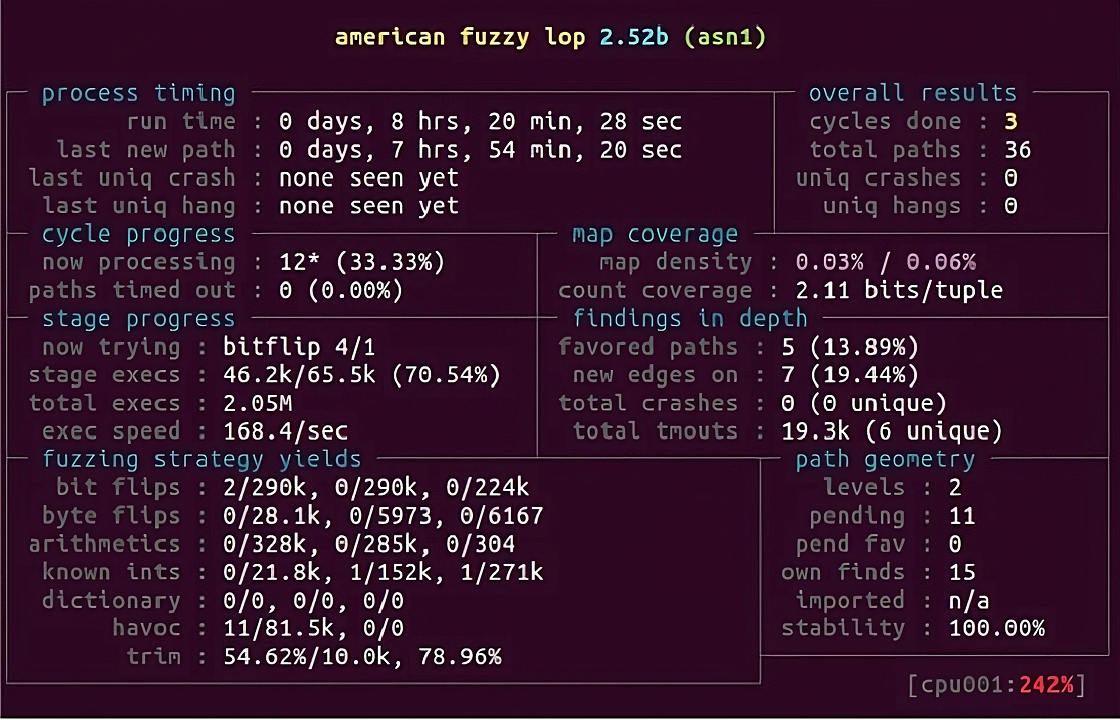 american fuzzy lop 2.52b (asn1)
process timing
run time : 0 days, 8 hrs, 20 min, 28 sec
last new path : 0 days, 7 hrs, 54 min, 20 sec
last uniq crash : none seen yet
last uniq hang : none seen yet
overall results
cycles done : 3
total paths : 36
uniq crashes : 0
uniq hangs : 0
cycle progress
now processing : 12* (33.33%)
paths timed out : 0 (0.00%)
map coverage
map density : 0.03% / 0.06%
count coverage : 2.11 bits/tuple
stage progress
now trying : bitflip 4/1
stage execs : 46.2k/65.5k (70.54%)
total execs : 2.05M
exec speed : 168.4/sec
findings in depth
favored paths : 5 (13.89%)
new edges on : 7 (19.44%)
total crashes : 0 (0 unique)
total tmouts : 19.3k (6 unique)
fuzzing strategy yields
bit flips : 2/290k, 0/290k, 0/224k
byte flips : 0/28.1k, 0/5973, 0/6167
arithmetics : 0/328k, 0/285k, 0/304
known ints : 0/21.8k, 1/152k, 1/271k
dictionary : 0/0, 0/0, 0/0
havoc : 11/81.5k, 0/0
trim : 54.62%/10.0k, 78.96%
path geometry
levels : 2
pending : 11
pend fav : 0
own finds : 15
imported : n/a
stability : 100.00%
[cpu001:242%]